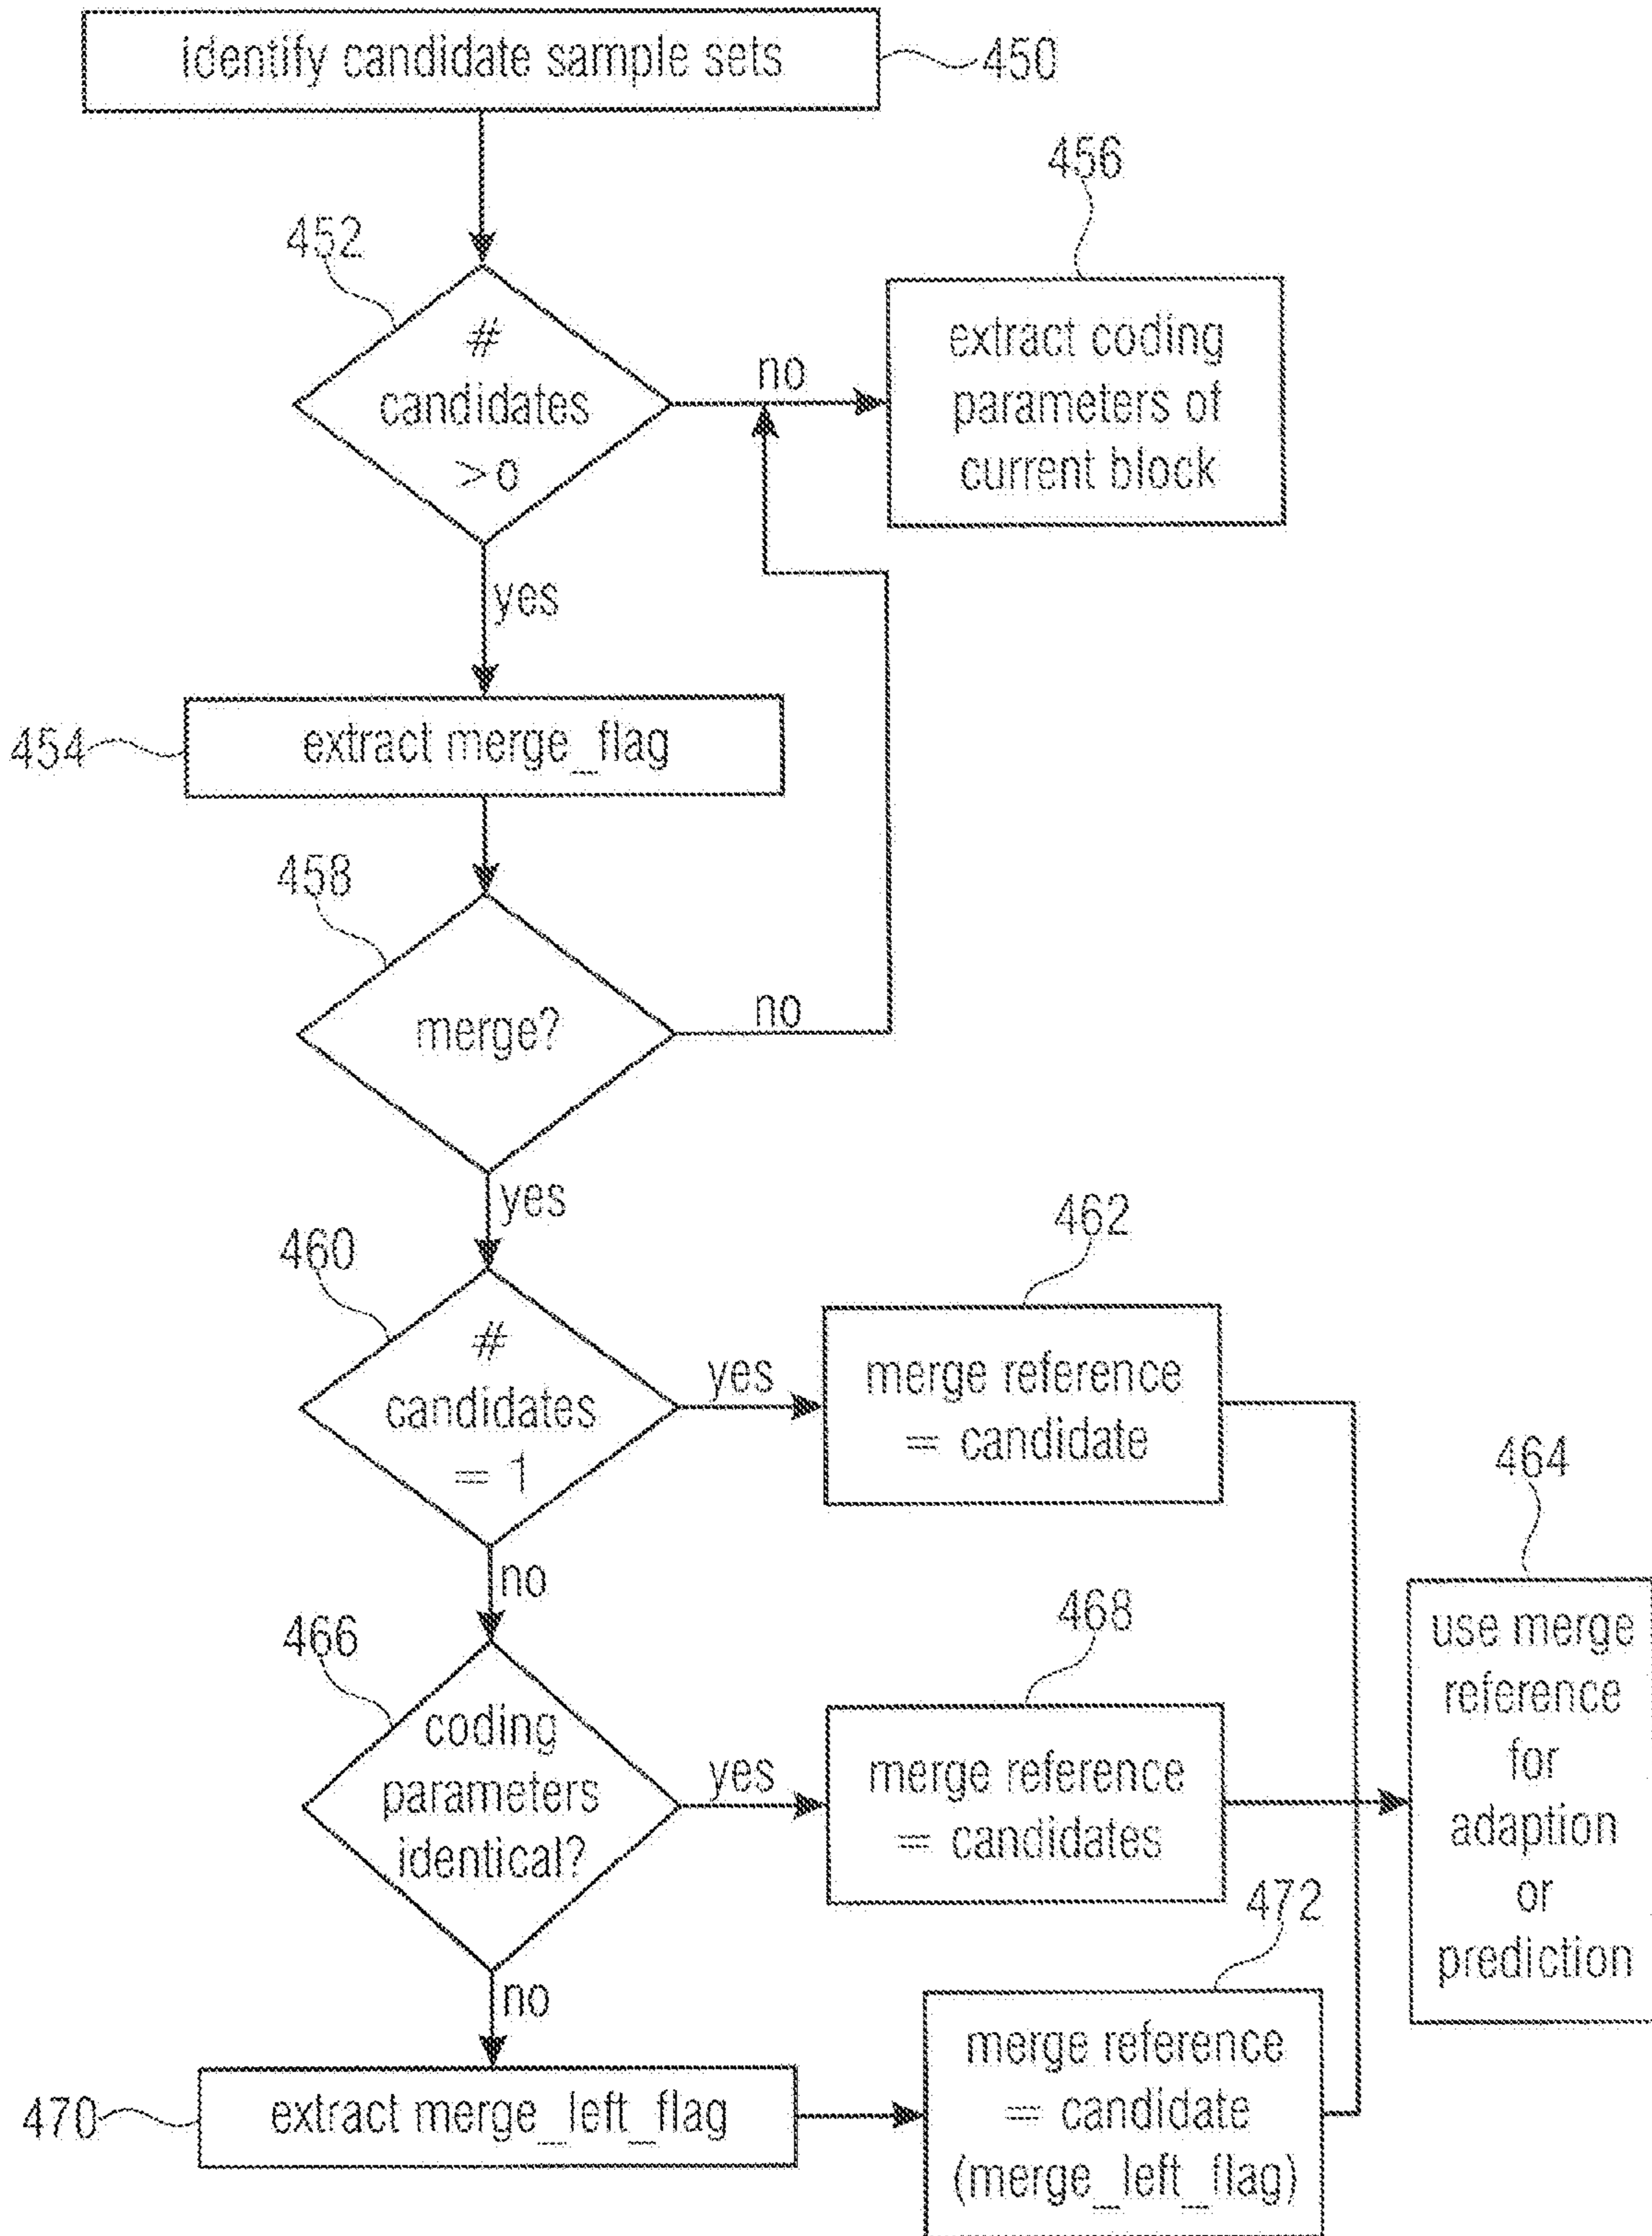 identify candidate sample sets
450
456
452
#
candidates
>o
no
extract coding
parameters of
current block
yes
454
extract merge_flag
458
merge?
no
yes
462
460
#
candidates
= 1
yes
merge reference
= candidate
464
no
468
466
coding
parameters
identical?
yes
merge reference
= candidates
use merge
reference
for
adaption
or
prediction
472
no
470
extract merge_left_flag
merge reference
= candidate
(merge_left_flag)